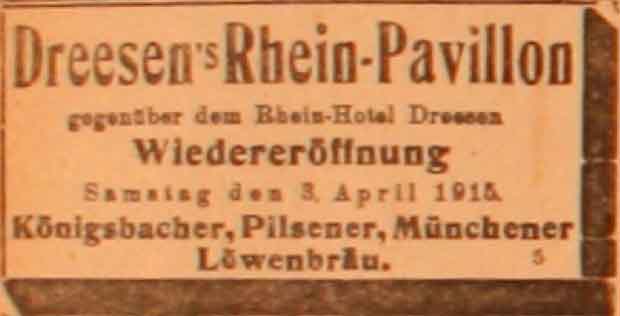 Dreesen's Rhein-Pavillon
gegenüber dem Rhein-Hotel Dreesen
Wiedereröffnung
Samstag den 3. April 1915.
Königsbacher, Pilsener, Münchener
Löwenbräu. 5